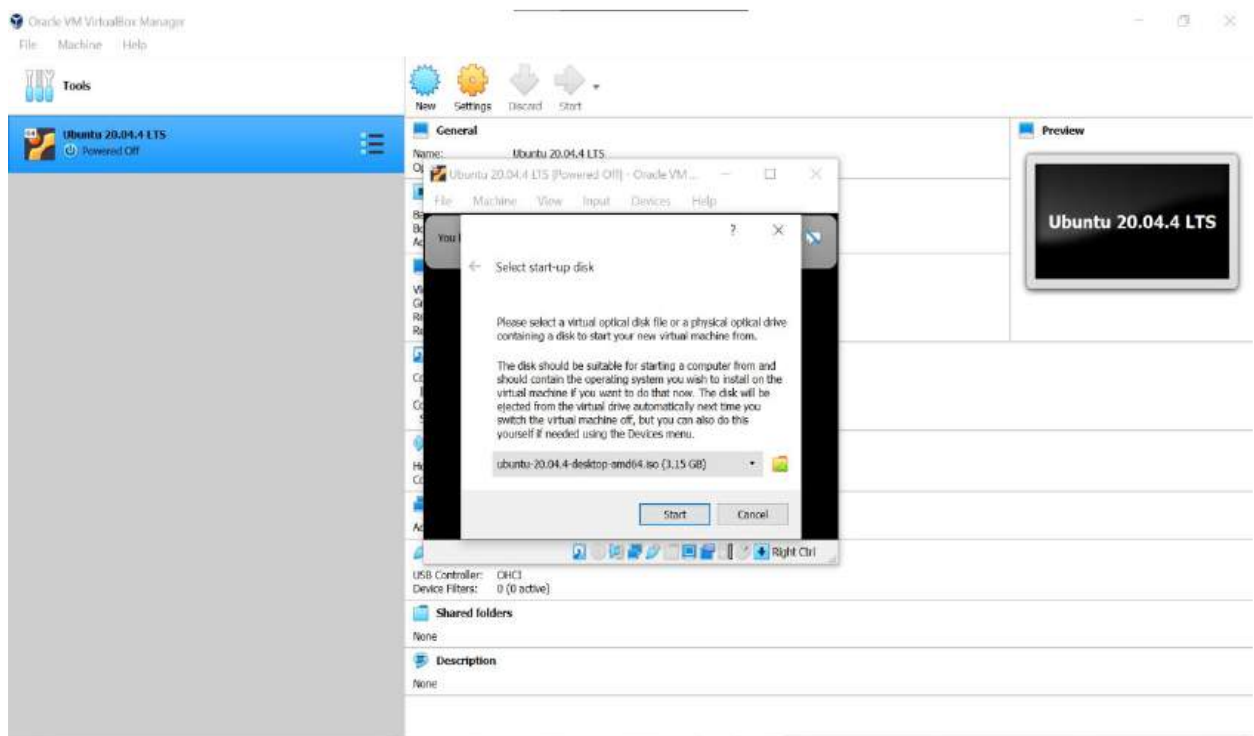 Oracle VM VirtualBox Manager
File Machine Help
Tools
New Settings Discard Start
Ubuntu 20.04.4 LTS
Powered Off
General
Name: Ubuntu 20.04.4 LTS
Preview
Ubuntu 20.04.4 LTS
Ubuntu 20.04.4 LTS [Powered Off] - Oracle VM ...
File Machine View Input Devices Help
You
Select start-up disk
Please select a virtual optical disk file or a physical optical drive
containing a disk to start your new virtual machine from.
The disk should be suitable for starting a computer from and
should contain the operating system you wish to install on the
virtual machine if you want to do that now. The disk will be
ejected from the virtual drive automatically next time you
switch the virtual machine off, but you can also do this
yourself if needed using the Devices menu.
ubuntu-20.04.4-desktop-amd64.iso (3,15 GB)
Start Cancel
Right Ctrl
USB Controller: OHCI
Device Filters: 0 (0 active)
Shared folders
None
Description
None